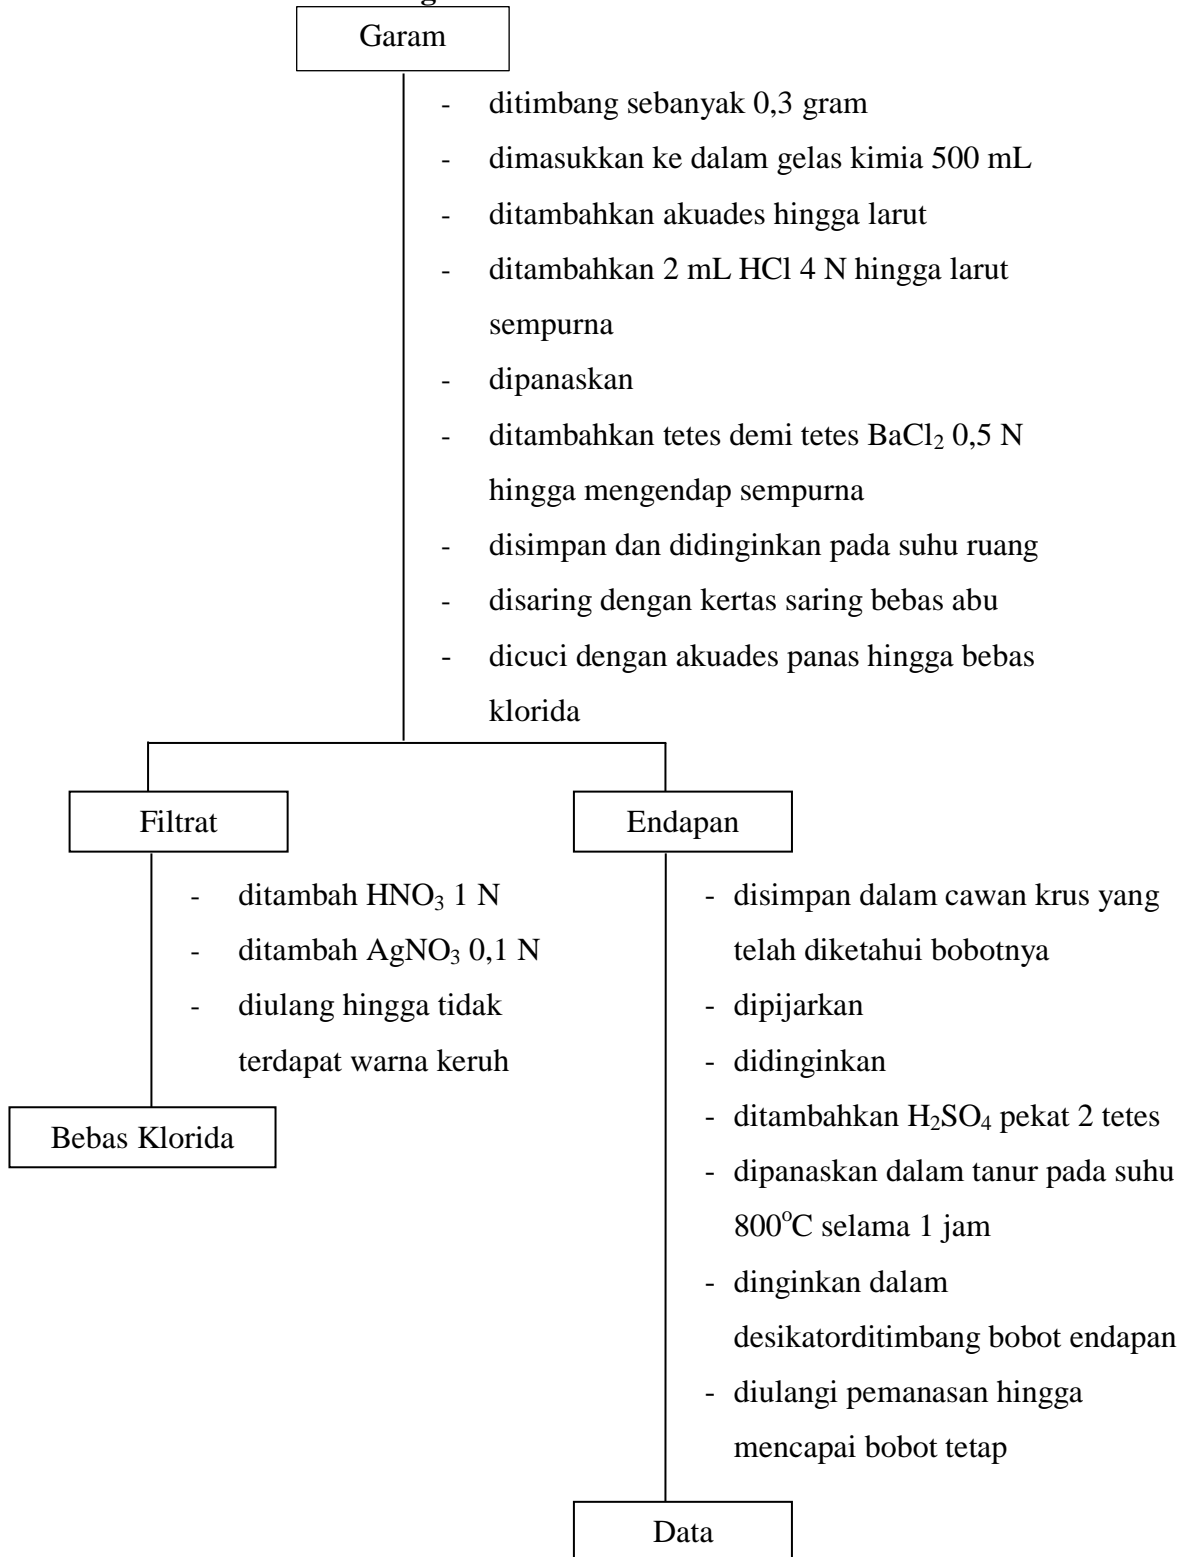 Garam
- ditimbang sebanyak 0,3 gram
- dimasukkan ke dalam gelas kimia 500 mL
- ditambahkan akuades hingga larut
- ditambahkan 2 mL HCl 4 N hingga larut
sempurna
- dipanaskan
- ditambahkan tetes demi tetes BaCl₂ 0,5 N
hingga mengendap sempurna
- disimpan dan didinginkan pada suhu ruang
- disaring dengan kertas saring bebas abu
- dicuci dengan akuades panas hingga bebas
klorida
Filtrat
- ditambah HNO₃ 1 N
- ditambah AgNO₃ 0,1 N
- diulang hingga tidak
terdapat warna keruh
Bebas Klorida
Endapan
- disimpan dalam cawan krus yang
telah diketahui bobotnya
- dipijarkan
- didinginkan
- ditambahkan H₂SO₄ pekat 2 tetes
- dipanaskan dalam tanur pada suhu
800°C selama 1 jam
- dinginkan dalam
desikatorditimbang bobot endapan
- diulangi pemanasan hingga
mencapai bobot tetap
Data